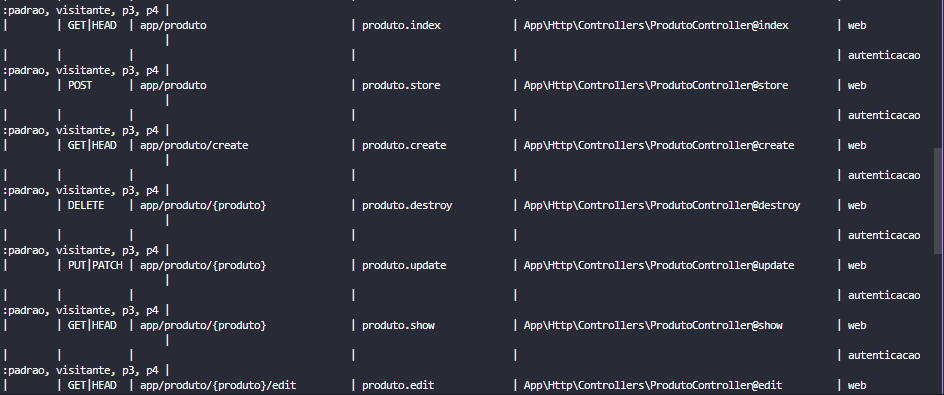 :padrao, visitante, p3, p4 |
|        | GET|HEAD  | app/produto                        | produto.index             | App\Http\Controllers\ProdutoController@index         | web
                           |
|        |           |                                    |                           |                                                      | autenticacao
:padrao, visitante, p3, p4 |
|        | POST      | app/produto                        | produto.store             | App\Http\Controllers\ProdutoController@store         | web
                           |
|        |           |                                    |                           |                                                      | autenticacao
:padrao, visitante, p3, p4 |
|        | GET|HEAD  | app/produto/create                 | produto.create            | App\Http\Controllers\ProdutoController@create        | web
                           |
|        |           |                                    |                           |                                                      | autenticacao
:padrao, visitante, p3, p4 |
|        | DELETE    | app/produto/{produto}              | produto.destroy           | App\Http\Controllers\ProdutoController@destroy       | web
                           |
|        |           |                                    |                           |                                                      | autenticacao
:padrao, visitante, p3, p4 |
|        | PUT|PATCH | app/produto/{produto}              | produto.update            | App\Http\Controllers\ProdutoController@update        | web
                           |
|        |           |                                    |                           |                                                      | autenticacao
:padrao, visitante, p3, p4 |
|        | GET|HEAD  | app/produto/{produto}              | produto.show              | App\Http\Controllers\ProdutoController@show          | web
                           |
|        |           |                                    |                           |                                                      | autenticacao
:padrao, visitante, p3, p4 |
|        | GET|HEAD  | app/produto/{produto}/edit         | produto.edit              | App\Http\Controllers\ProdutoController@edit          | web